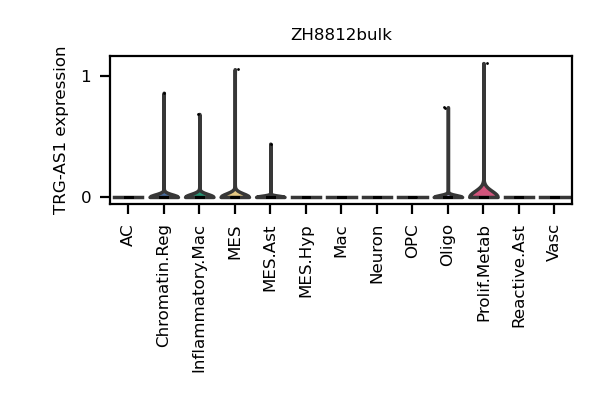 ZH8812bulk
TRG-AS1 expression
1
0
AC
Chromatin.Reg
Inflammatory.Mac
MES
MES.Ast
MES.Hyp
Mac
Neuron
OPC
Oligo
Prolif.Metab
Reactive.Ast
Vasc